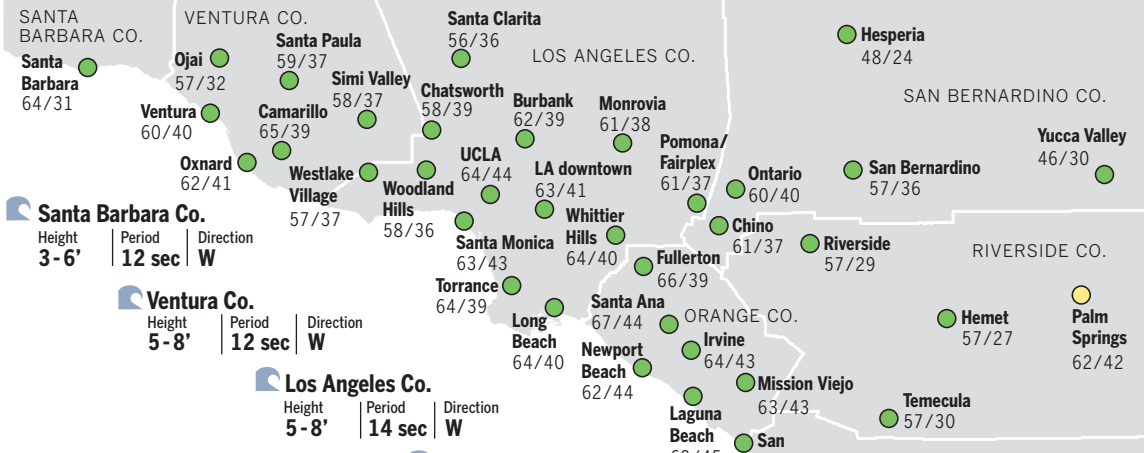 SANTA
BARBARA CO.
VENTURA CO.
LOS ANGELES CO.
SAN BERNARDINO CO.
RIVERSIDE CO.
ORANGE CO.
Santa
Barbara
64/31
Ojai
57/32
Santa Paula
59/37
Simi Valley
58/37
Ventura
60/40
Camarillo
65/39
Oxnard
62/41
Westlake
Village
57/37
Santa Clarita
56/36
Chatsworth
58/39
Burbank
62/39
Monrovia
61/38
Woodland
Hills
58/36
UCLA
64/44
LA downtown
63/41
Pomona/
Fairplex
61/37
Whittier
Hills
64/40
Santa Monica
63/43
Torrance
64/39
Long
Beach
64/40
Hesperia
48/24
Yucca Valley
46/30
San Bernardino
57/36
Ontario
60/40
Chino
61/37
Riverside
57/29
Fullerton
66/39
Santa Ana
67/44
Irvine
64/43
Newport
Beach
62/44
Mission Viejo
63/43
Laguna
Beach
San
Hemet
57/27
Palm
Springs
62/42
Temecula
57/30
Santa Barbara Co.
Height Period Direction
3-6’ 12 sec W
Ventura Co.
Height Period Direction
5-8’ 12 sec W
Los Angeles Co.
Height Period Direction
5-8’ 14 sec W